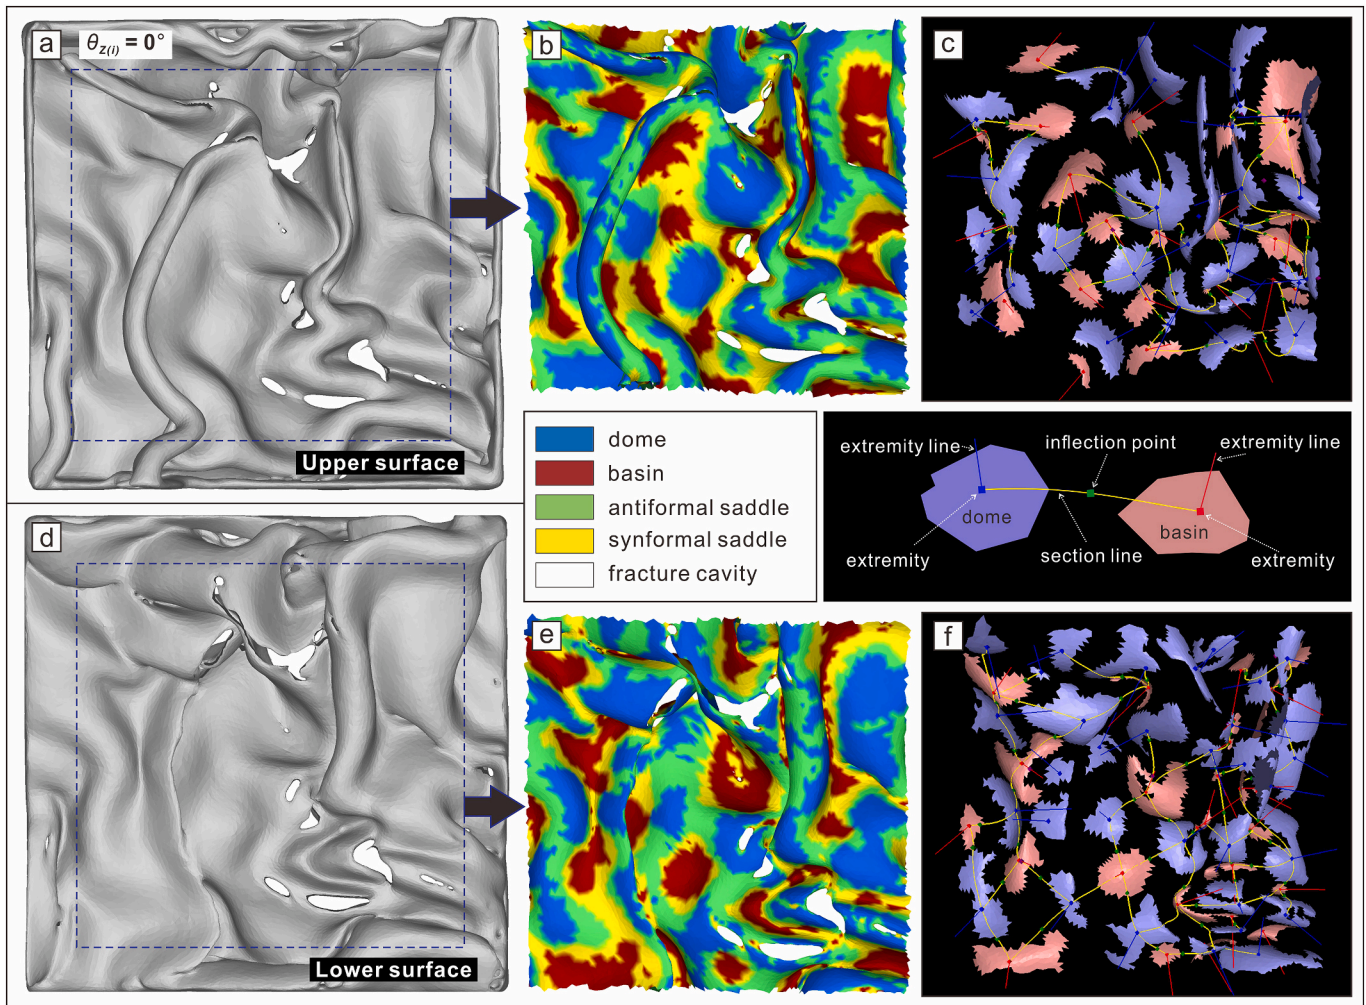 a
θz(i) = 0°
Upper surface
b
c
dome
basin
antiformal saddle
synformal saddle
fracture cavity
extremity line
inflection point
extremity line
dome
basin
extremity
section line
extremity
d
Lower surface
e
f